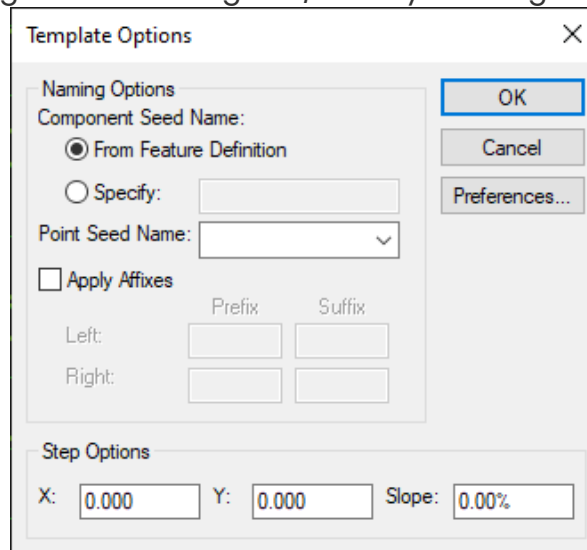 Template Options
Naming Options
Component Seed Name:
From Feature Definition
Specify:
Point Seed Name:
Apply Affixes
Prefix Suffix
Left:
Right:
OK
Cancel
Preferences...
Step Options
X: 0.000 Y: 0.000 Slope: 0.00%